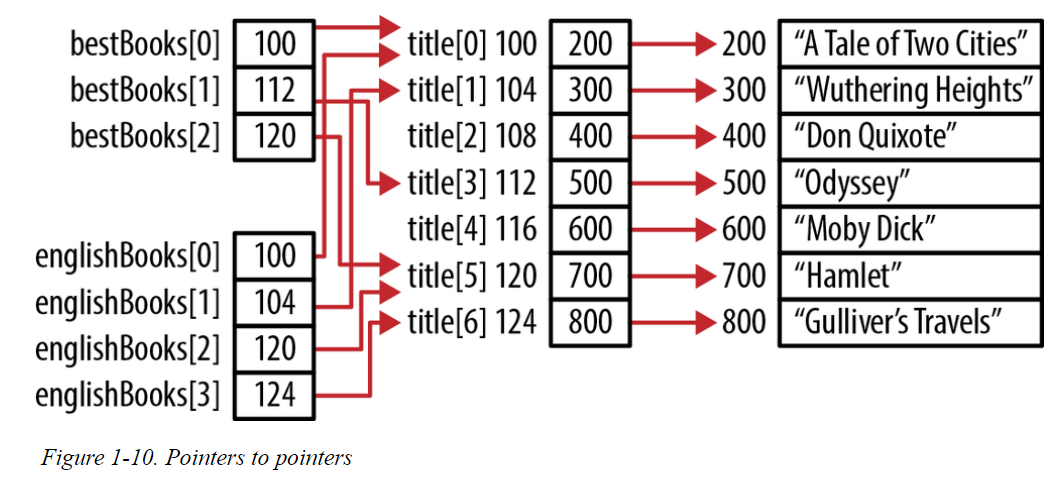 bestBooks[0] 100 title[0] 100 200 200 “A Tale of Two Cities”
bestBooks[1] 112 title[1] 104 300 300 “Wuthering Heights”
bestBooks[2] 120 title[2] 108 400 400 “Don Quixote”
title[3] 112 500 500 “Odyssey”
title[4] 116 600 600 “Moby Dick”
englishBooks[0] 100 title[5] 120 700 700 “Hamlet”
englishBooks[1] 104 title[6] 124 800 800 “Gulliver’s Travels”
englishBooks[2] 120
englishBooks[3] 124
Figure 1-10. Pointers to pointers